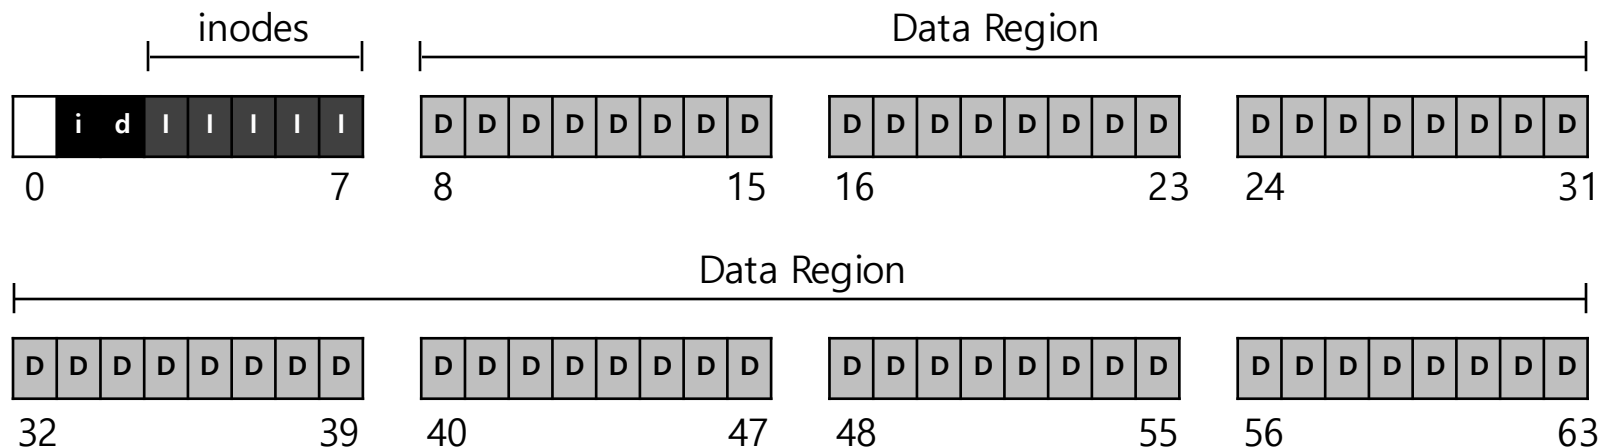 inodes Data Region
i d I I I I I D D D D D D D D D D D D D D D D D D D D D D D D
0 7 8 15 16 23 24 31
Data Region
D D D D D D D D D D D D D D D D D D D D D D D D D D D D D D D D
32 39 40 47 48 55 56 63